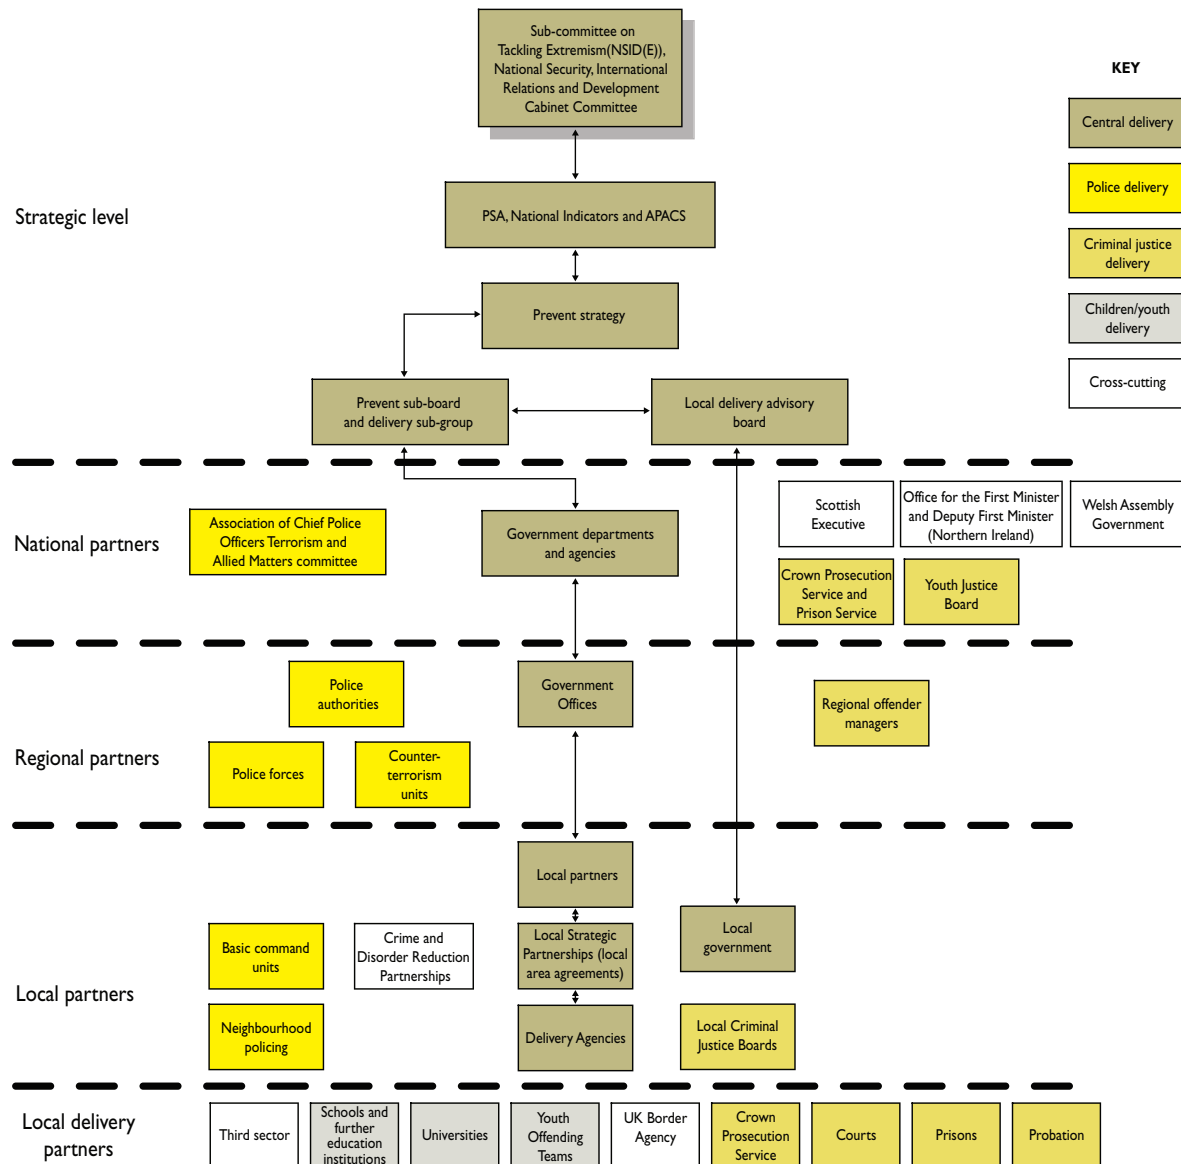 Sub-committee on
Tackling Extremism(NSID(E)),
National Security, International
Relations and Development
Cabinet Committee
KEY
Central delivery
Police delivery
Criminal justice
delivery
Children/youth
delivery
Cross-cutting
Strategic level
PSA, National Indicators and APACS
Prevent strategy
Prevent sub-board
and delivery sub-group
Local delivery advisory
board
National partners
Association of Chief Police
Officers Terrorism and
Allied Matters committee
Government departments
and agencies
Scottish
Executive
Office for the First Minister
and Deputy First Minister
(Northern Ireland)
Welsh Assembly
Government
Crown Prosecution
Service and
Prison Service
Youth Justice
Board
Regional partners
Police
authorities
Government
Offices
Regional offender
managers
Police forces
Counter-
terrorism
units
Local partners
Local partners
Basic command
units
Crime and
Disorder Reduction
Partnerships
Local Strategic
Partnerships (local
area agreements)
Local
government
Neighbourhood
policing
Delivery Agencies
Local Criminal
Justice Boards
Local delivery
partners
Third sector
Schools and
further
education
institutions
Universities
Youth
Offending
Teams
UK Border
Agency
Crown
Prosecution
Service
Courts
Prisons
Probation